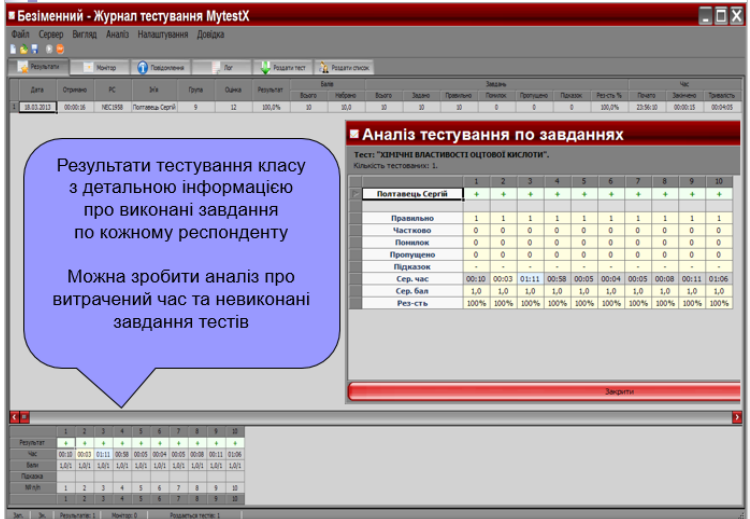 Безіменний - Журнал тестування MytestX
Файл Сервер Вигляд Аналіз Налаштування Довідка
Результати Монітор Повідомлення Лог Роздати тест Роздати список
Бали Завдань Час
Дата Отримано PC Ім'я Група Оцінка Результат Всього Набрано Всього Задано Правильно Помилок Пропущено Підказок Рез-сть % Почато Закінчено Тривалість
1 18.03.2013 00:00:16 NEC1958 Полтавець Сергій 9 12 100,0% 10 10,0 10 10 10 0 0 0 100,0% 23:56:10 00:00:15 00:04:05
Результати тестування класу
з детальною інформацією
про виконані завдання
по кожному респонденту
Можна зробити аналіз про
витрачений час та невиконані
завдання тестів
Аналіз тестування по завданнях
Тест: "ХІМІЧНІ ВЛАСТИВОСТІ ОЦТОВОЇ КИСЛОТИ".
Кількість тестованих: 1.
1 2 3 4 5 6 7 8 9 10
Полтавець Сергій + + + + + + + + + +
Правильно 1 1 1 1 1 1 1 1 1 1
Частково 0 0 0 0 0 0 0 0 0 0
Помилок 0 0 0 0 0 0 0 0 0 0
Пропущено 0 0 0 0 0 0 0 0 0 0
Підказок - - - - - - - - - -
Сер. час 00:10 00:03 01:11 00:58 00:05 00:04 00:05 00:08 00:11 01:06
Сер. бал 1,0 1,0 1,0 1,0 1,0 1,0 1,0 1,0 1,0 1,0
Рез-сть 100% 100% 100% 100% 100% 100% 100% 100% 100% 100%
Закрити
1 2 3 4 5 6 7 8 9 10
Результат + + + + + + + + + +
Час 00:10 00:03 01:11 00:58 00:05 00:04 00:05 00:08 00:11 01:06
Бали 1,0/1 1,0/1 1,0/1 1,0/1 1,0/1 1,0/1 1,0/1 1,0/1 1,0/1 1,0/1
Підказка
№ п/п 1 2 3 4 5 6 7 8 9 10
1 2 3 4 5 6 7 8 9 10
Зап. Зн. Результатів: 1 Монітор: 0 Роздається тестів: 1